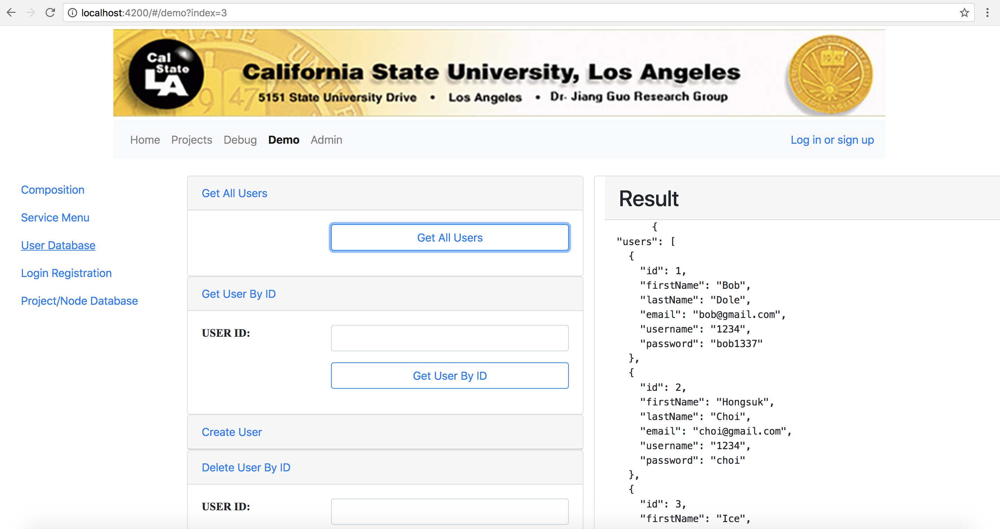 localhost:4200/#/demo?index=3
STATE UNIVE
Cal
State
LA
1947
California State University, Los Angeles
5151 State University Drive • Los Angeles • Dr. Jiang Guo Research Group
1947
Home Projects Debug Demo Admin
Log in or sign up
Composition
Service Menu
User Database
Login Registration
Project/Node Database
Get All Users
Get All Users
Get User By ID
USER ID:
Get User By ID
Create User
Delete User By ID
USER ID:
Result
{
"users": [
{
"id": 1,
"firstName": "Bob",
"lastName": "Dole",
"email": "bob@gmail.com",
"username": "1234",
"password": "bob1337"
},
{
"id": 2,
"firstName": "Hongsuk",
"lastName": "Choi",
"email": "choi@gmail.com",
"username": "1234",
"password": "choi"
},
{
"id": 3,
"firstName": "Ice",